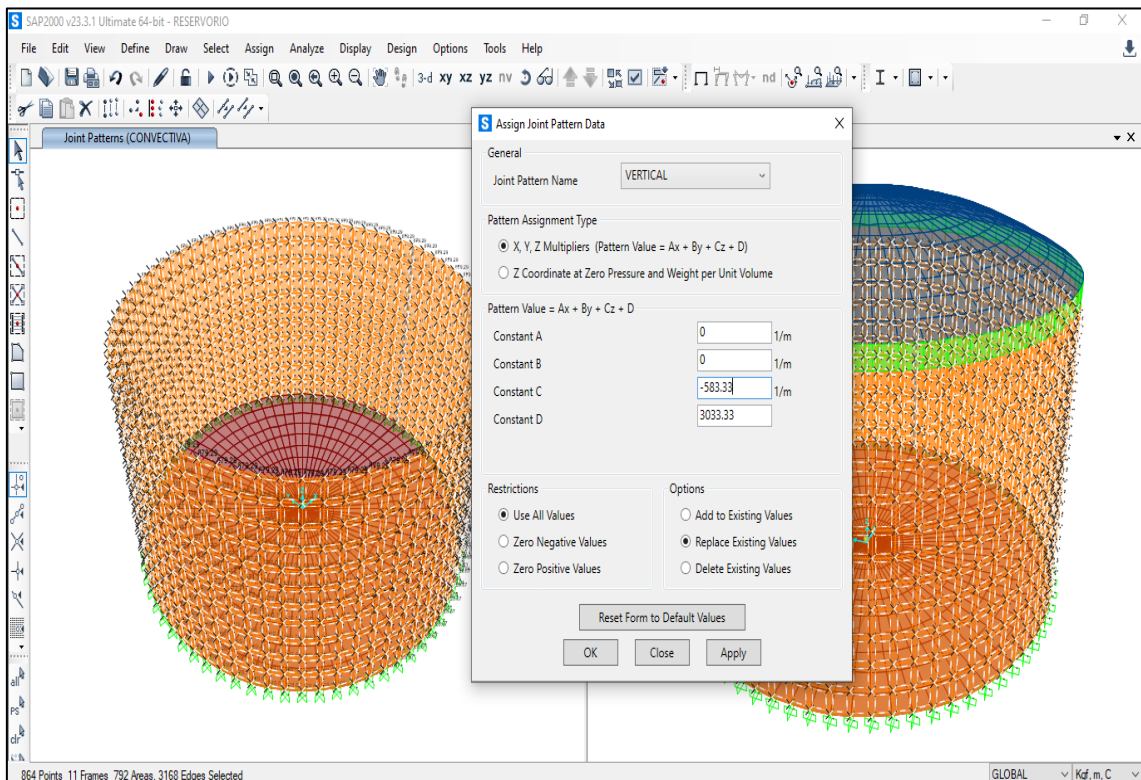 SAP2000 v23.3.1 Ultimate 64-bit - RESERVORIO
File Edit View Define Draw Select Assign Analyze Display Design Options Tools Help
3-d xy xz yz nv nd
Joint Patterns (CONVECTIVA)
Assign Joint Pattern Data
General
Joint Pattern Name VERTICAL
Pattern Assignment Type
X, Y, Z Multipliers (Pattern Value = Ax + By + Cz + D)
Z Coordinate at Zero Pressure and Weight per Unit Volume
Pattern Value = Ax + By + Cz + D
Constant A 0 1/m
Constant B 0 1/m
Constant C -583.33 1/m
Constant D 3033.33
Restrictions Options
Use All Values Add to Existing Values
Zero Negative Values Replace Existing Values
Zero Positive Values Delete Existing Values
Reset Form to Default Values
OK Close Apply
all
ps
clr
864 Points 11 Frames 792 Areas 3168 Edges Selected GLOBAL Kgf, m, C